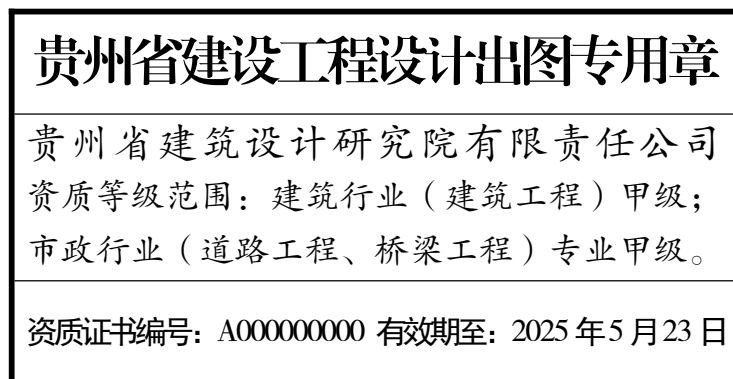 贵州省建设工程设计出图专用章
贵州省建筑设计研究院有限责任公司
资质等级范围：建筑行业（建筑工程）甲级；
市政行业（道路工程、桥梁工程）专业甲级。
资质证书编号：A000000000 有效期至：2025年5月23日